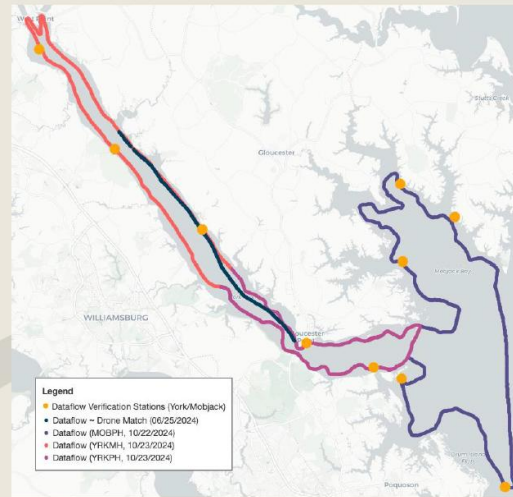 West Point
Gloucester
WILLIAMSBURG
Gloucester
Point
Poquoson
Legend
Dataflow Verification Stations (York/Mobjack)
Dataflow ~ Drone Match (06/25/2024)
Dataflow (MOBPH, 10/22/2024)
Dataflow (YRKMH, 10/23/2024)
Dataflow (YRKPH, 10/23/2024)